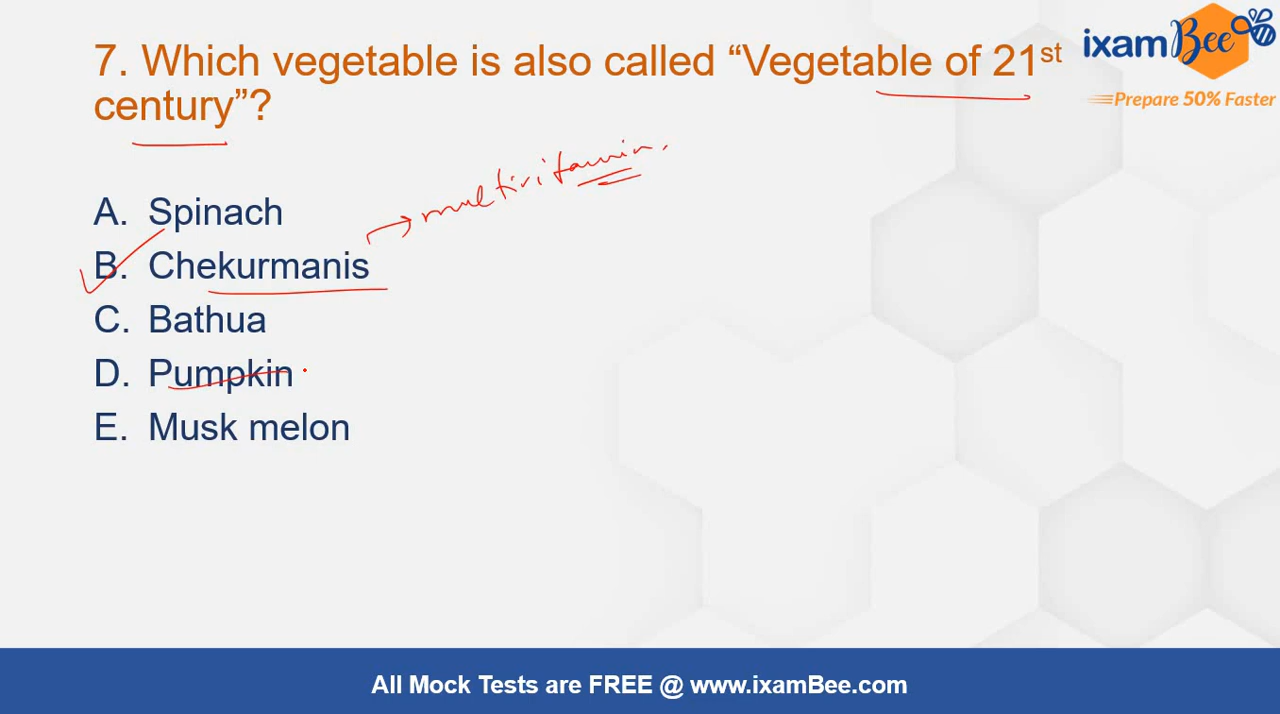 ixamBee
Prepare 50% Faster
7. Which vegetable is also called “Vegetable of 21st
century”?
multivitamin.
A. Spinach
B. Chekurmanis
C. Bathua
D. Pumpkin
E. Musk melon
All Mock Tests are FREE @ www.ixamBee.com